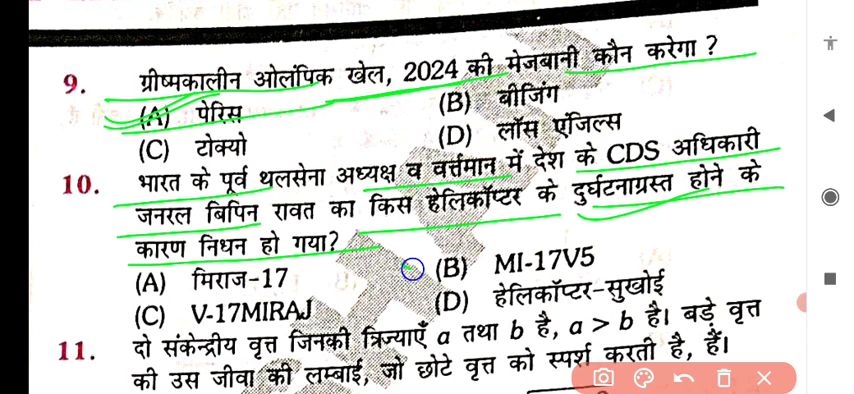 9. ग्रीष्मकालीन ओलंपिक खेल, 2024 की मेजबानी कौन करेगा ?
(A) पेरिस (B) बीजिंग
(C) टोक्यो (D) लॉस एंजिल्स
10. भारत के पूर्व थलसेना अध्यक्ष व वर्त्तमान में देश के CDS अधिकारी
जनरल बिपिन रावत का किस हेलिकॉप्टर के दुर्घटनाग्रस्त होने के
कारण निधन हो गया?
(A) मिराज-17 (B) MI-17V5
(C) V-17MIRAJ (D) हेलिकॉप्टर-सुखोई
11. दो संकेन्द्रीय वृत्त जिनकी त्रिज्याएँ a तथा b है, a > b है। बड़े वृत्त
की उस जीवा की लम्बाई, जो छोटे वृत्त को स्पर्श करती है, हैं।